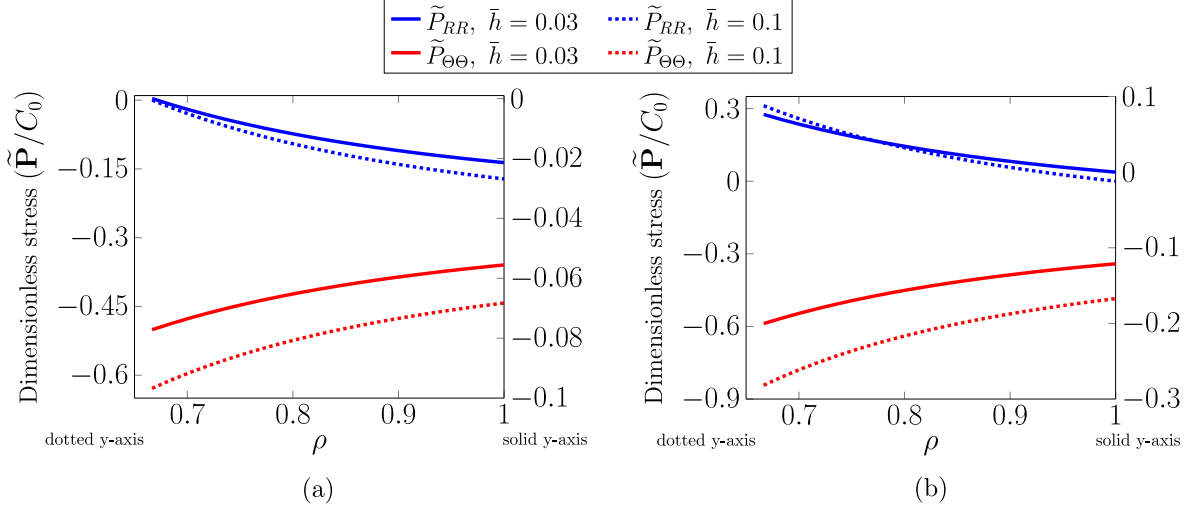 P̃_RR, h̄ = 0.03 P̃_RR, h̄ = 0.1
P̃_ΘΘ, h̄ = 0.03 P̃_ΘΘ, h̄ = 0.1
Dimensionless stress (P̃/C₀)
0
−0.15
−0.3
−0.45
−0.6
0.7 0.8 0.9 1
0
−0.02
−0.04
−0.06
−0.08
−0.1
dotted y-axis
ρ
solid y-axis
(a)
Dimensionless stress (P̃/C₀)
0.3
0
−0.3
−0.6
−0.9
0.7 0.8 0.9 1
0.1
0
−0.1
−0.2
−0.3
dotted y-axis
ρ
solid y-axis
(b)